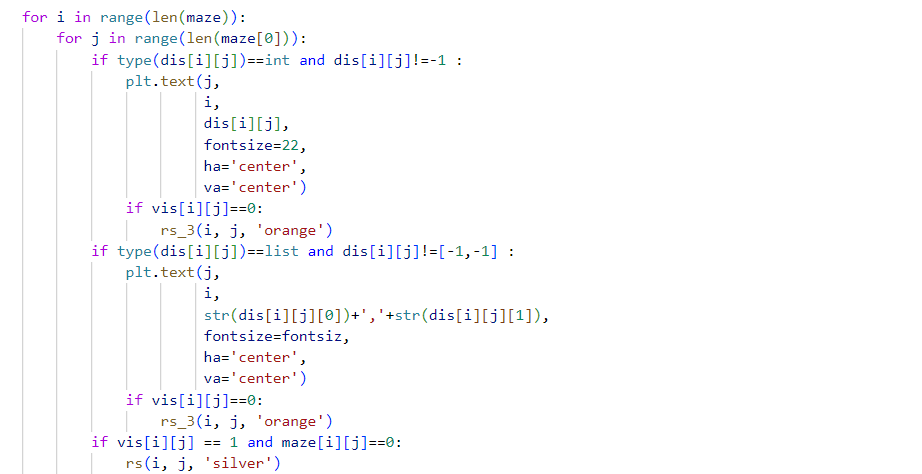 for i in range(len(maze)):
    for j in range(len(maze[0])):
        if type(dis[i][j])==int and dis[i][j]!=-1 :
            plt.text(j,
                     i,
                     dis[i][j],
                     fontsize=22,
                     ha='center',
                     va='center')
            if vis[i][j]==0:
                rs_3(i, j, 'orange')
        if type(dis[i][j])==list and dis[i][j]!=[-1,-1] :
            plt.text(j,
                     i,
                     str(dis[i][j][0])+','+str(dis[i][j][1]),
                     fontsize=fontsiz,
                     ha='center',
                     va='center')
            if vis[i][j]==0:
                rs_3(i, j, 'orange')
        if vis[i][j] == 1 and maze[i][j]==0:
            rs(i, j, 'silver')